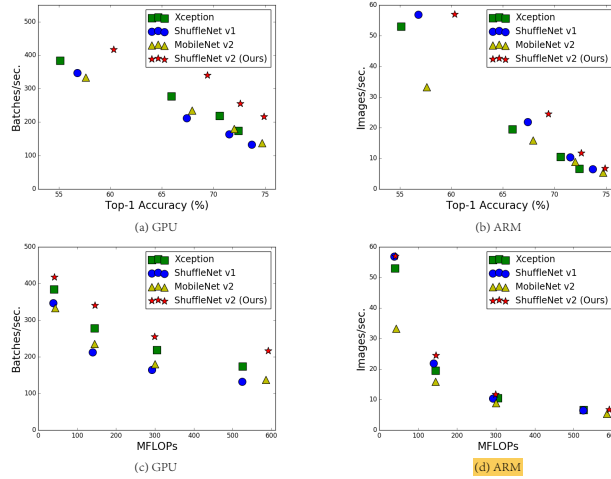 500
400
300
200
100
0
Batches/sec.
55 60 65 70 75
Top-1 Accuracy (%)
Xception
ShuffleNet v1
MobileNet v2
ShuffleNet v2 (Ours)
(a) GPU
60
50
40
30
20
10
0
Images/sec.
55 60 65 70 75
Top-1 Accuracy (%)
Xception
ShuffleNet v1
MobileNet v2
ShuffleNet v2 (Ours)
(b) ARM
500
400
300
200
100
0
Batches/sec.
0 100 200 300 400 500 600
MFLOPs
Xception
ShuffleNet v1
MobileNet v2
ShuffleNet v2 (Ours)
(c) GPU
60
50
40
30
20
10
0
Images/sec.
0 100 200 300 400 500
MFLOPs
Xception
ShuffleNet v1
MobileNet v2
ShuffleNet v2 (Ours)
(d) ARM